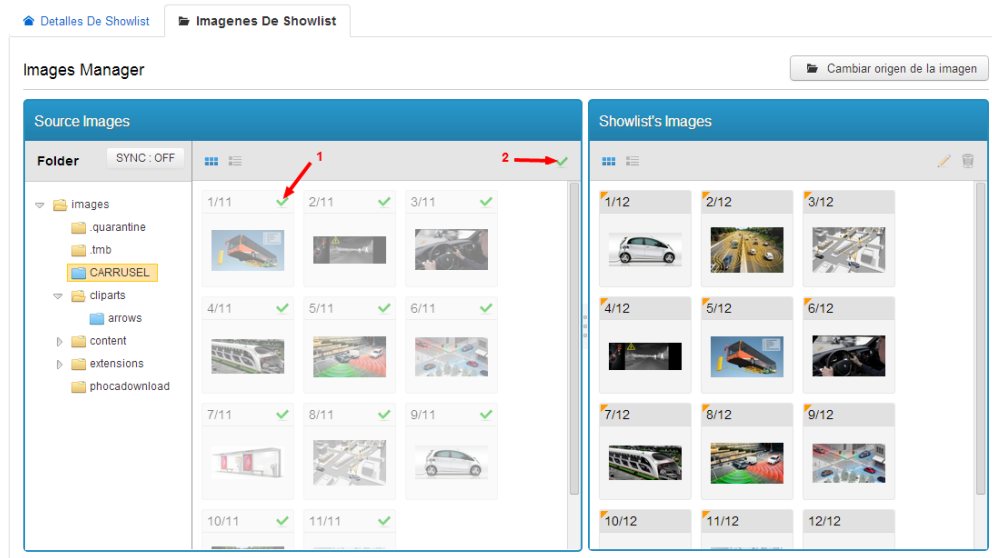 Detalles De Showlist
Imagenes De Showlist
Images Manager
Cambiar origen de la imagen
Source Images
Showlist's Images
Folder
SYNC : OFF
1
2
images
.quarantine
.tmb
CARRUSEL
cliparts
arrows
content
extensions
phocadownload
1/11
2/11
3/11
4/11
5/11
6/11
7/11
8/11
9/11
10/11
11/11
1/12
2/12
3/12
4/12
5/12
6/12
7/12
8/12
9/12
10/12
11/12
12/12